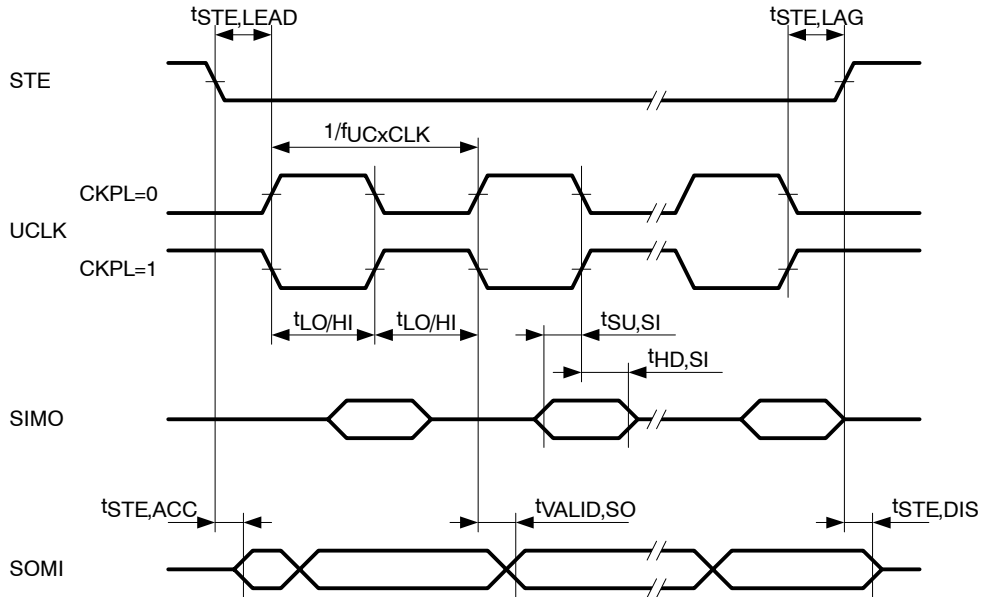 tSTE,LEAD
tSTE,LAG
STE
1/fUCxCLK
CKPL=0
UCLK
CKPL=1
tLO/HI
tLO/HI
tSU,SI
tHD,SI
SIMO
tSTE,ACC
tVALID,SO
tSTE,DIS
SOMI